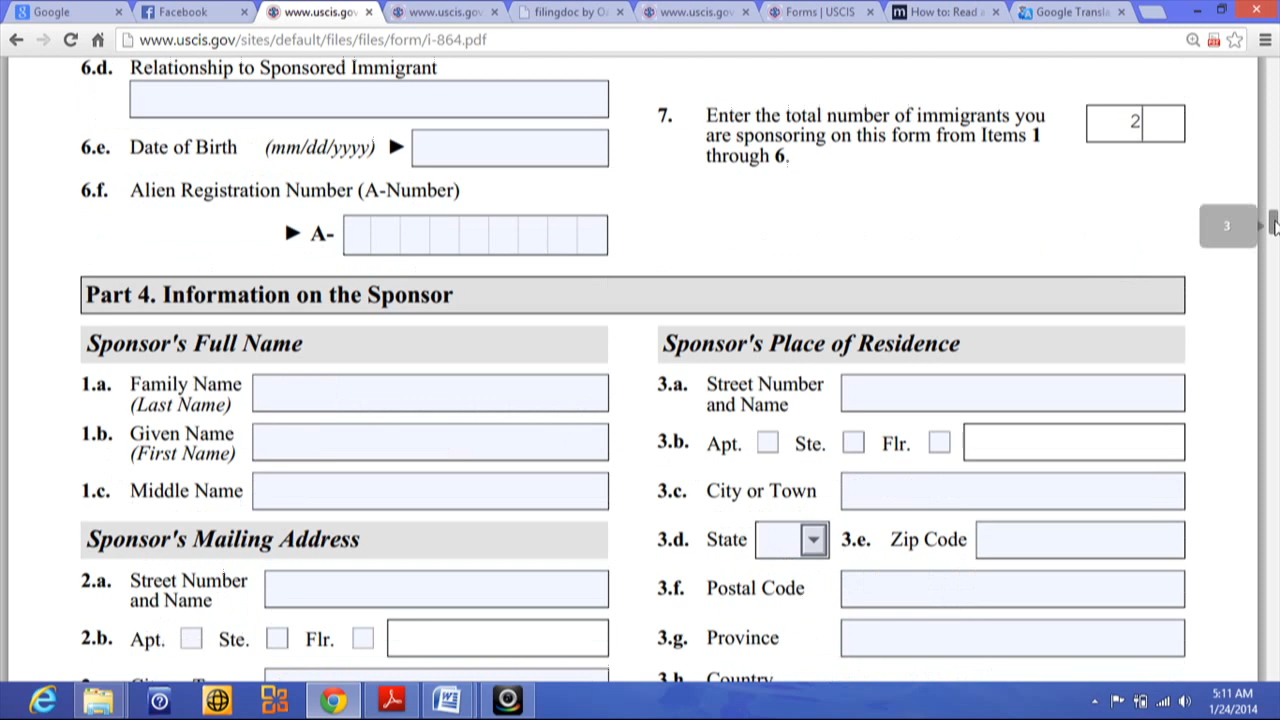 Google
Facebook
www.uscis.gov
www.uscis.gov
filingdoc by O
www.uscis.gov
Forms | USCIS
How to: Read a
Google Transla
www.uscis.gov/sites/default/files/files/form/i-864.pdf
6.d. Relationship to Sponsored Immigrant
6.e. Date of Birth (mm/dd/yyyy)
6.f. Alien Registration Number (A-Number)
A-
7. Enter the total number of immigrants you
are sponsoring on this form from Items 1
through 6.
2
3
Part 4. Information on the Sponsor
Sponsor's Full Name
1.a. Family Name
(Last Name)
1.b. Given Name
(First Name)
1.c. Middle Name
Sponsor's Mailing Address
2.a. Street Number
and Name
2.b. Apt. Ste. Flr.
Sponsor's Place of Residence
3.a. Street Number
and Name
3.b. Apt. Ste. Flr.
3.c. City or Town
3.d. State 3.e. Zip Code
3.f. Postal Code
3.g. Province
3.h. Country
5:11 AM
1/24/2014